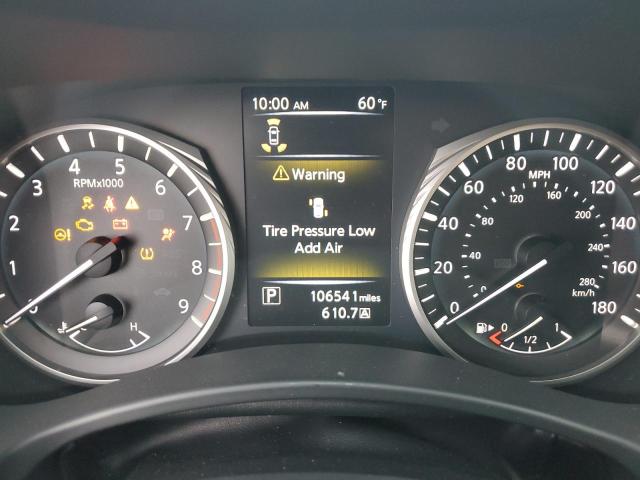 10:00 AM 60°F
Warning
Tire Pressure Low
Add Air
P 106541 miles
610.7 A
RPMx1000
0 1 2 3 4 5 6 7 8 9
H
MPH
0 20 40 60 80 100 120 140 160 180
0 40 80 120 160 200 240 280
km/h
0 1/2 1